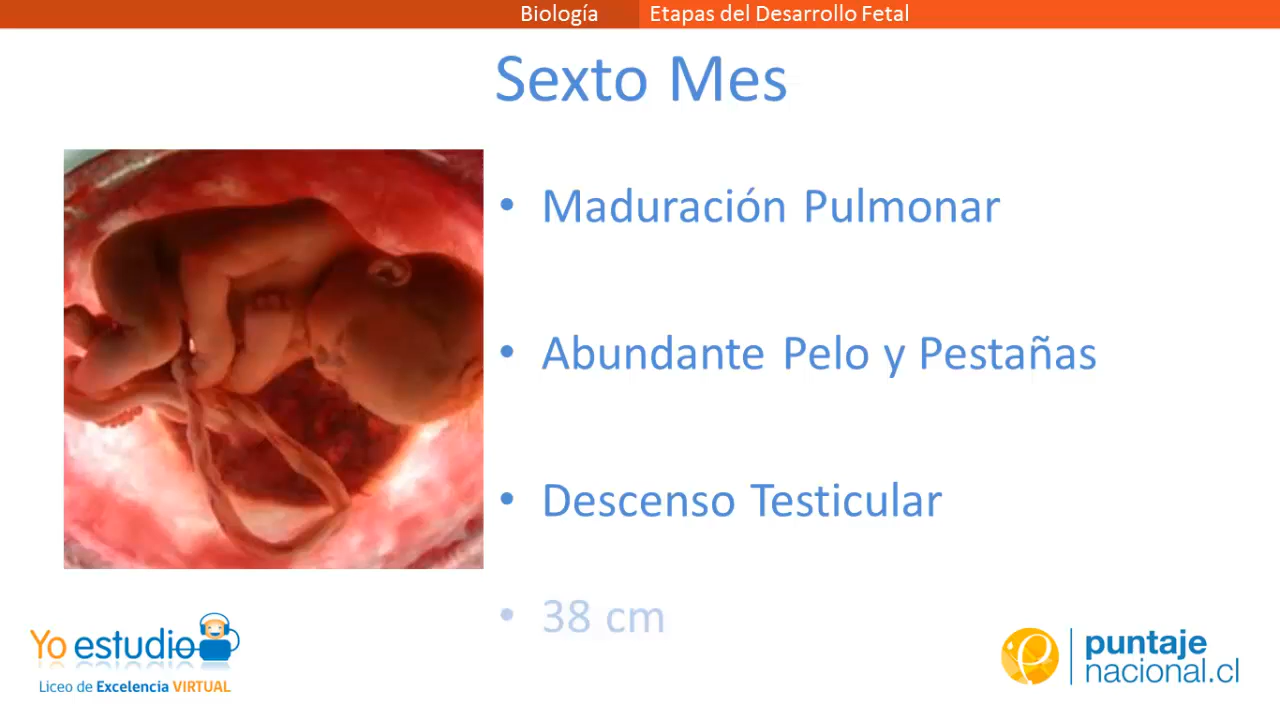 Biología
Etapas del Desarrollo Fetal
Sexto Mes
• Maduración Pulmonar
• Abundante Pelo y Pestañas
• Descenso Testicular
• 38 cm
Yo estudio
Liceo de Excelencia VIRTUAL
puntaje
nacional.cl